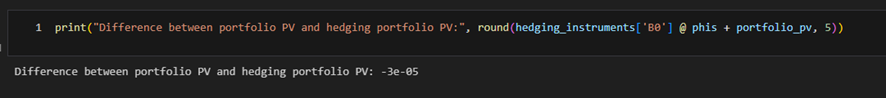 1 print("Difference between portfolio PV and hedging portfolio PV:", round(hedging_instruments['B0'] @ phis + portfolio_pv, 5))
Difference between portfolio PV and hedging portfolio PV: -3e-05